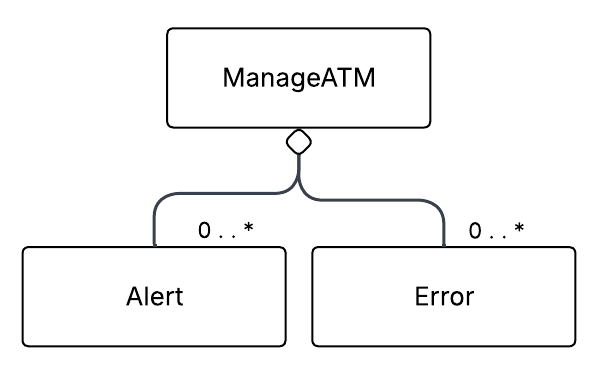 ManageATM
0 . . *
0 . . *
Alert
Error